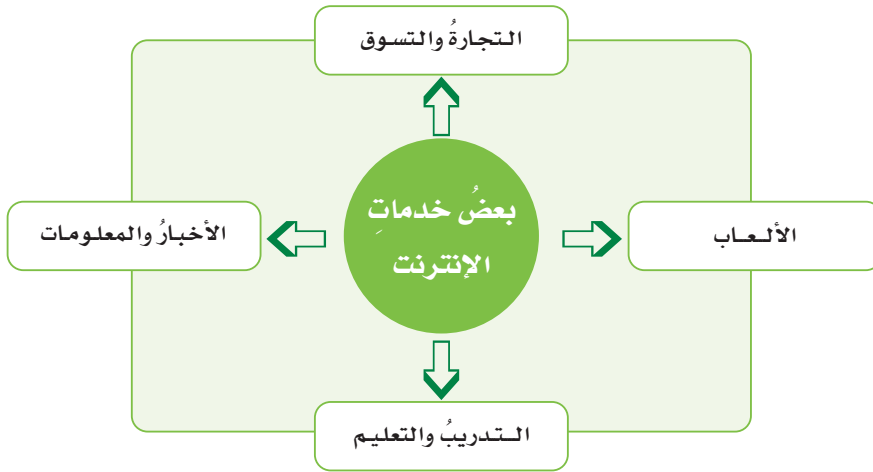 التجارةُ والتسوق
بعضُ خدماتِ
الإنترنت
الألعاب
الأخبارُ والمعلومات
التدريبُ والتعليم